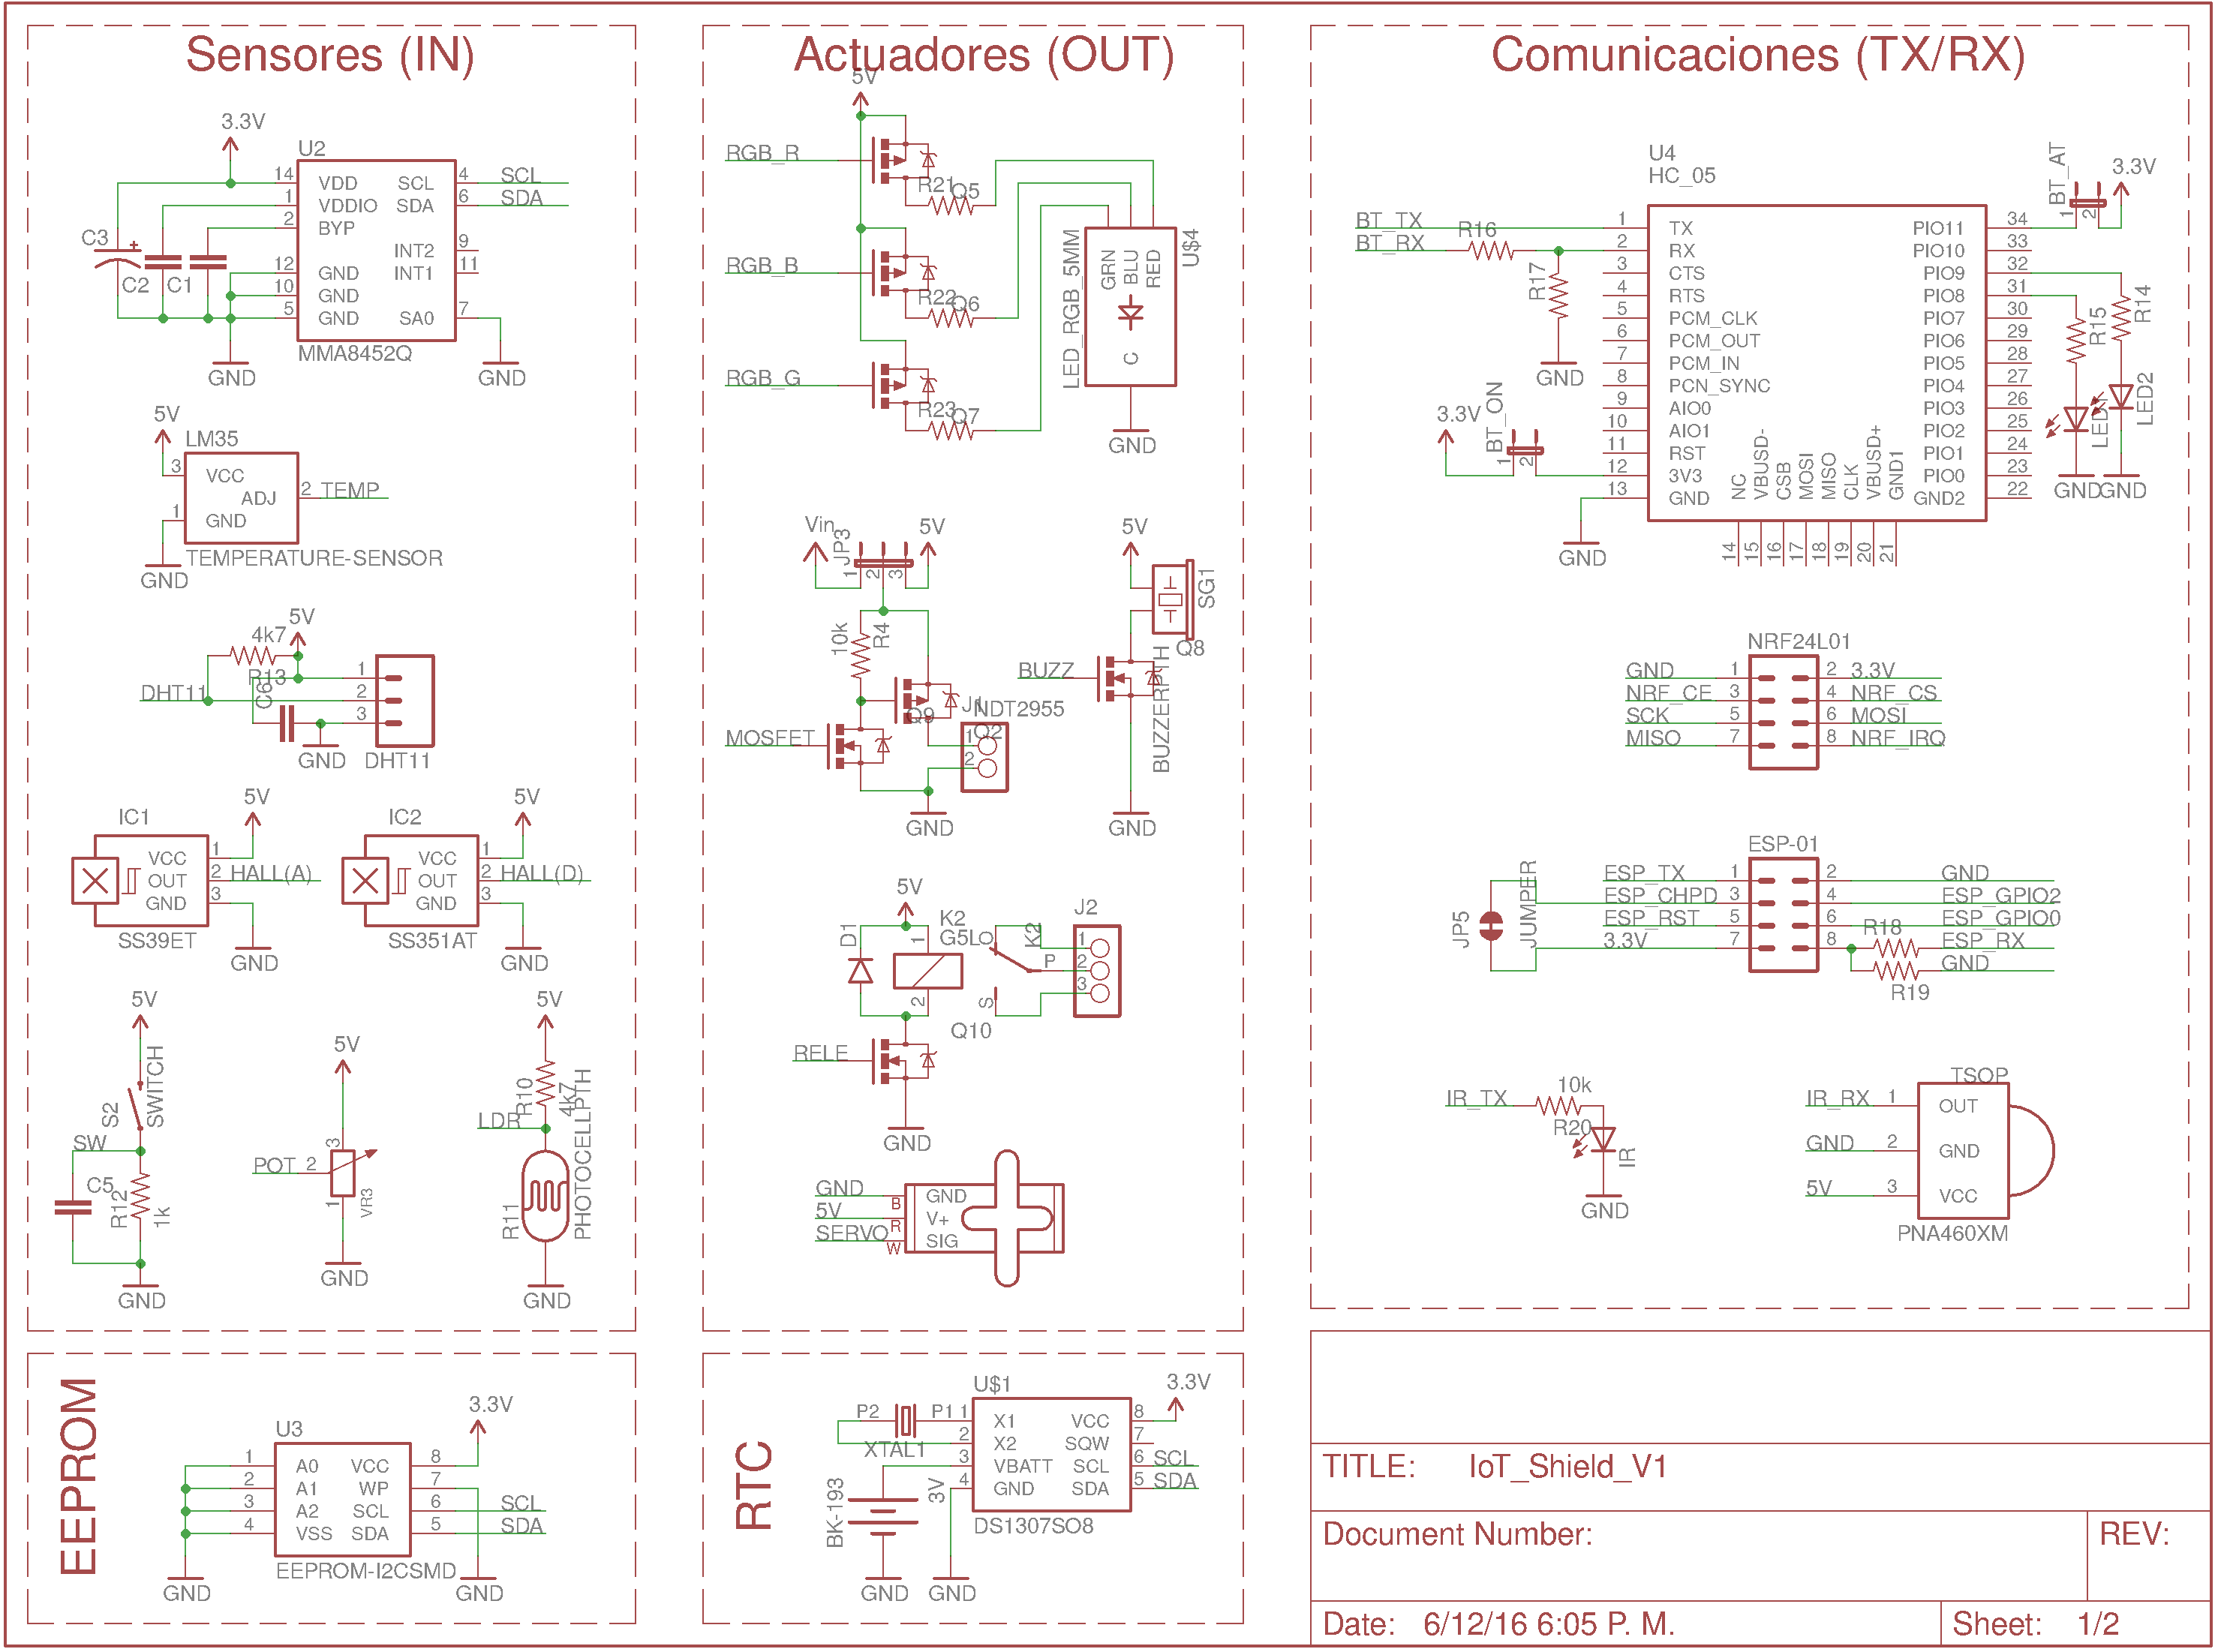 Sensores (IN)
3.3V
U2
14 VDD SCL 4 SCL
1 VDDIO SDA 6 SDA
2 BYP
INT2 9
INT1 11
12 GND
10 GND
5 GND SA0 7
C3
C2 C1
MMA8452Q
GND
GND
5V
LM35
3 VCC
ADJ 2 TEMP
1 GND
TEMPERATURE-SENSOR
GND
5V
4k7
R13
C6
DHT11
1
2
3
GND
DHT11
IC1
5V
VCC 1
OUT 2 HALL(A)
GND 3
SS39ET
GND
IC2
5V
VCC 1
OUT 2 HALL(D)
GND 3
SS351AT
GND
5V
S2
SWITCH
SW
C5
R12
1k
GND
5V
3
POT 2
1
VR3
GND
5V
R10
4k7
LDR
R11
PHOTOCELLPTH
GND
Actuadores (OUT)
5V
RGB_R
R21
Q5
RGB_B
R22
Q6
RGB_G
R23
Q7
LED_RGB_5MM
GRN
BLU
RED
C
U$4
GND
Vin
JP3
1
2
3
5V
10k
R4
Q9
NDT2955
J1
Q2
1
2
MOSFET
GND
5V
SG1
Q8
BUZZ
BUZZERPTH
GND
5V
D1
K2
G5LO
1
2
K2
P
S
J2
1
2
3
Q10
RELE
GND
GND B GND
5V R V+
SERVO W SIG
Comunicaciones (TX/RX)
U4
HC_05
BT_TX
BT_RX
R16
R17
GND
1 TX
2 RX
3 CTS
4 RTS
5 PCM_CLK
6 PCM_OUT
7 PCM_IN
8 PCN_SYNC
9 AIO0
10 AIO1
11 RST
12 3V3
13 GND
3.3V
BT_ON
1
2
GND
NC
VBUSD-
CSB
MOSI
MISO
CLK
VBUSD+
GND1
14
15
16
17
18
19
20
21
PIO11 34
PIO10 33
PIO9 32
PIO8 31
PIO7 30
PIO6 29
PIO5 28
PIO4 27
PIO3 26
PIO2 25
PIO1 24
PIO0 23
GND2 22
BT_AT
1
2
3.3V
R15
R14
LED2
GND
GND
NRF24L01
GND 1 2 3.3V
NRF_CE 3 4 NRF_CS
SCK 5 6 MOSI
MISO 7 8 NRF_IRQ
ESP-01
JP5
JUMPER
ESP_TX 1 2 GND
ESP_CHPD 3 4 ESP_GPIO2
ESP_RST 5 6 ESP_GPIO0
3.3V 7 8 R18 ESP_RX
GND
R19
IR_TX
10k
R20
IR
GND
TSOP
IR_RX 1 OUT
GND 2 GND
5V 3 VCC
PNA460XM
EEPROM
U3
3.3V
1 A0 VCC 8
2 A1 WP 7
3 A2 SCL 6 SCL
4 VSS SDA 5 SDA
EEPROM-I2CSMD
GND
GND
RTC
U$1
3.3V
P2 P1
XTAL1
1 X1 VCC 8
2 X2 SQW 7
3 VBATT SCL 6 SCL
4 GND SDA 5 SDA
BK-193
3V
DS1307SO8
GND
GND
TITLE: IoT_Shield_V1
Document Number:
REV:
Date: 6/12/16 6:05 P. M.
Sheet: 1/2